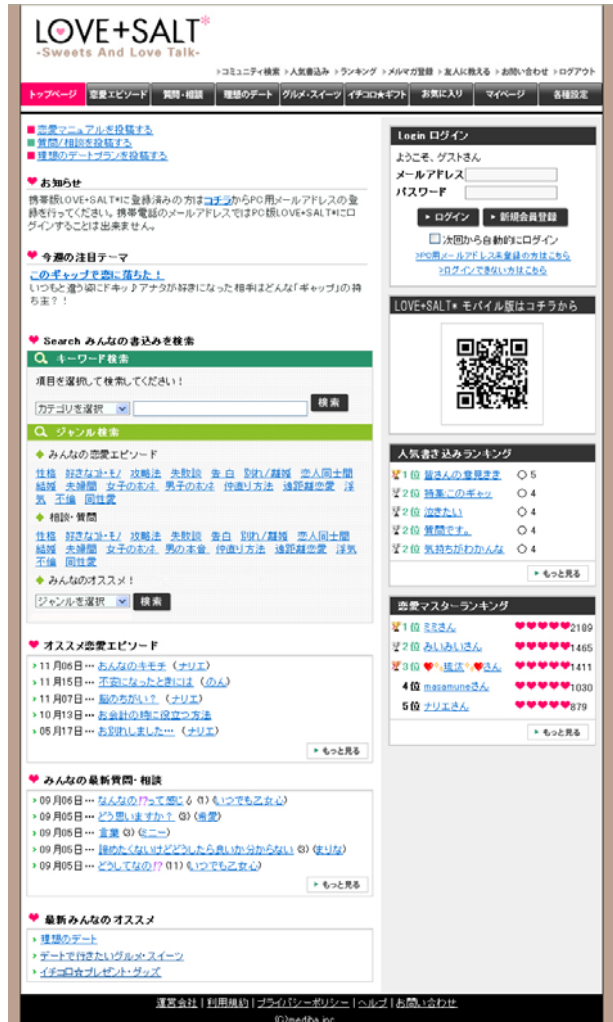 LOVE+SALT*
-Sweets And Love Talk-
›コミュニティ検索 ›人気書込み ›ランキング ›メルマガ登録 ›友人に教える ›お問い合わせ ›ログアウト
トップページ 恋愛エピソード 質問・相談 理想のデート グルメ・スイーツ イチコロ★ギフト お気に入り マイページ 各種設定
恋愛マニュアルを投稿する
質問/相談を投稿する
理想のデートプランを投稿する
お知らせ
携帯版LOVE+SALT*に登録済みの方はコチラからPC用メールアドレスの登
録を行ってください。携帯電話のメールアドレスではPC版LOVE+SALT*にロ
グインすることは出来ません。
今週の注目テーマ
このギャップで恋に落ちた!
いつもと違う姿にドキッ♪アナタが好きになった相手はどんな「ギャップ」の持
ち主?!
Search みんなの書込みを検索
キーワード検索
項目を選択して検索してください!
カテゴリを選択 検索
ジャンル検索
みんなの恋愛エピソード
性格 好きなコト・モノ 攻略法 失敗談 告白 別れ/離婚 恋人同士間
結婚 夫婦間 女子のホンネ 男子のホンネ 仲直り方法 遠距離恋愛 浮
気 不倫 同性愛
相談・質問
性格 好きなコト・モノ 攻略法 失敗談 告白 別れ/離婚 恋人同士間
結婚 夫婦間 女子のホンネ 男の本音 仲直り方法 遠距離恋愛 浮気
不倫 同性愛
みんなのオススメ!
ジャンルを選択 検索
オススメ恋愛エピソード
11月06日… おんなのキモチ (ナリエ)
11月15日… 不安になったときには (のん)
11月07日… 脳のちがい? (ナリエ)
10月13日… お会計の時に役立つ方法
05月17日… お別れしました… (ナリエ)
もっと見る
みんなの最新質問・相談
09月06日… なんなの!?って感じ (1) (いつでも乙女心)
09月05日… どう思いますか? (3) (希愛)
09月05日… 言葉 (3) (ミニー)
09月05日… 諦めたくないけどどうしたら良いか分からない (3) (まりな)
09月05日… どうしてなの!? (11) (いつでも乙女心)
もっと見る
最新みんなのオススメ
理想のデート
デートで行きたいグルメ・スイーツ
イチコロ☆プレゼント・グッズ
Login ログイン
ようこそ、ゲストさん
メールアドレス
パスワード
ログイン 新規会員登録
次回から自動的にログイン
>PC用メールアドレス未登録の方はこちら
>ログインできない方はこちら
LOVE+SALT* モバイル版はコチラから
人気書き込みランキング
1位 皆さんの意見きき 5
2位 特集:このギャッ 4
2位 泣きたい 4
2位 質問です。 4
2位 気持ちがわかんな 4
もっと見る
恋愛マスターランキング
1位 ミミさん ♥♥♥♥♥2189
2位 みぃみぃさん ♥♥♥♥♥1465
3位 琉汰 さん ♥♥♥♥♥1411
4位 masamuneさん ♥♥♥♥♥1030
5位 ナリエさん ♥♥♥♥♥879
もっと見る
運営会社 | 利用規約 | プライバシーポリシー | ヘルプ | お問い合わせ
(C)mediba inc.